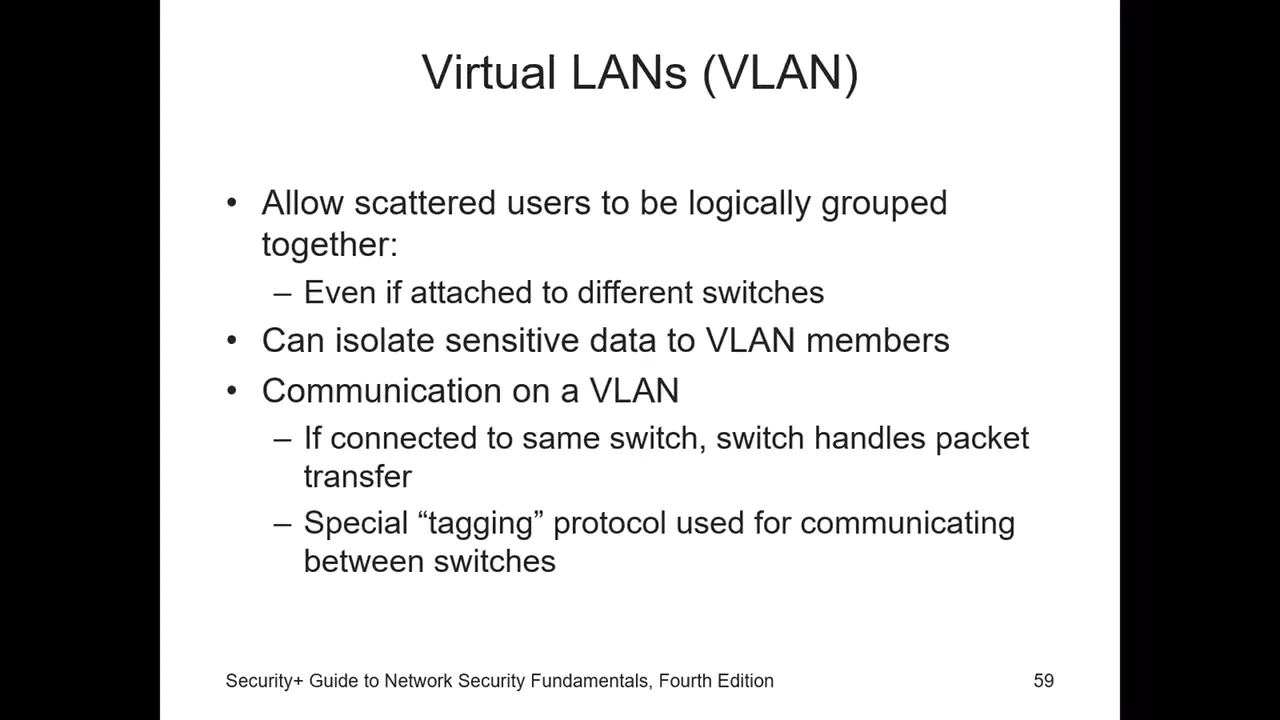 Virtual LANs (VLAN)
• Allow scattered users to be logically grouped
together:
– Even if attached to different switches
• Can isolate sensitive data to VLAN members
• Communication on a VLAN
– If connected to same switch, switch handles packet
transfer
– Special “tagging” protocol used for communicating
between switches
Security+ Guide to Network Security Fundamentals, Fourth Edition
59